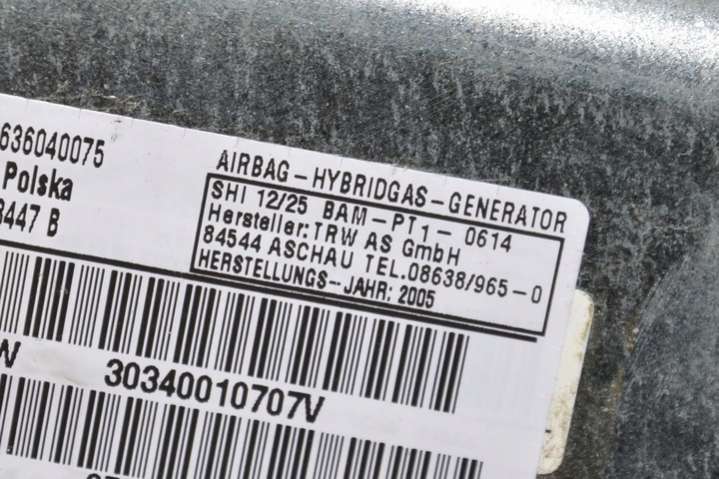 636040075
Polska
3447 B
AIRBAG-HYBRIDGAS-GENERATOR
SHI 12/25 BAM-PT1-0614
Hersteller: TRW AS GmbH
84544 ASCHAU TEL.08638/965-0
HERSTELLUNGS-JAHR: 2005
30340010707V